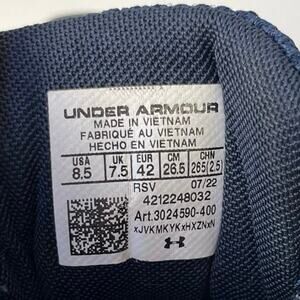 UNDER ARMOUR
MADE IN VIETNAM
FABRIQUÉ AU VIETNAM
HECHO EN VIETNAM
USA UK EUR CM CHN
8.5 7.5 42 26.5 265(2.5)
RSV 07/22
4212248032
Art.3024590-400
xJVKMKYKxHXZNxN